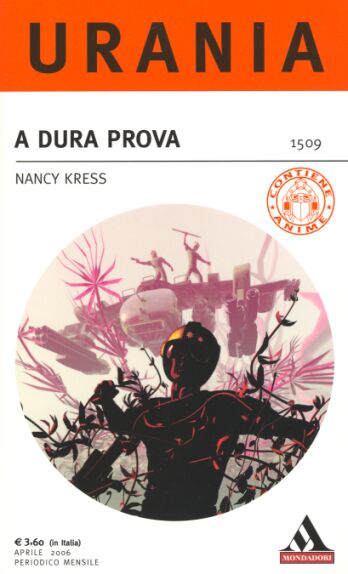 URANIA
A DURA PROVA
1509
NANCY KRESS
CONTIENE
ANIME
€ 3.60 (in Italia)
APRILE 2006
PERIODICO MENSILE
MONDADORI